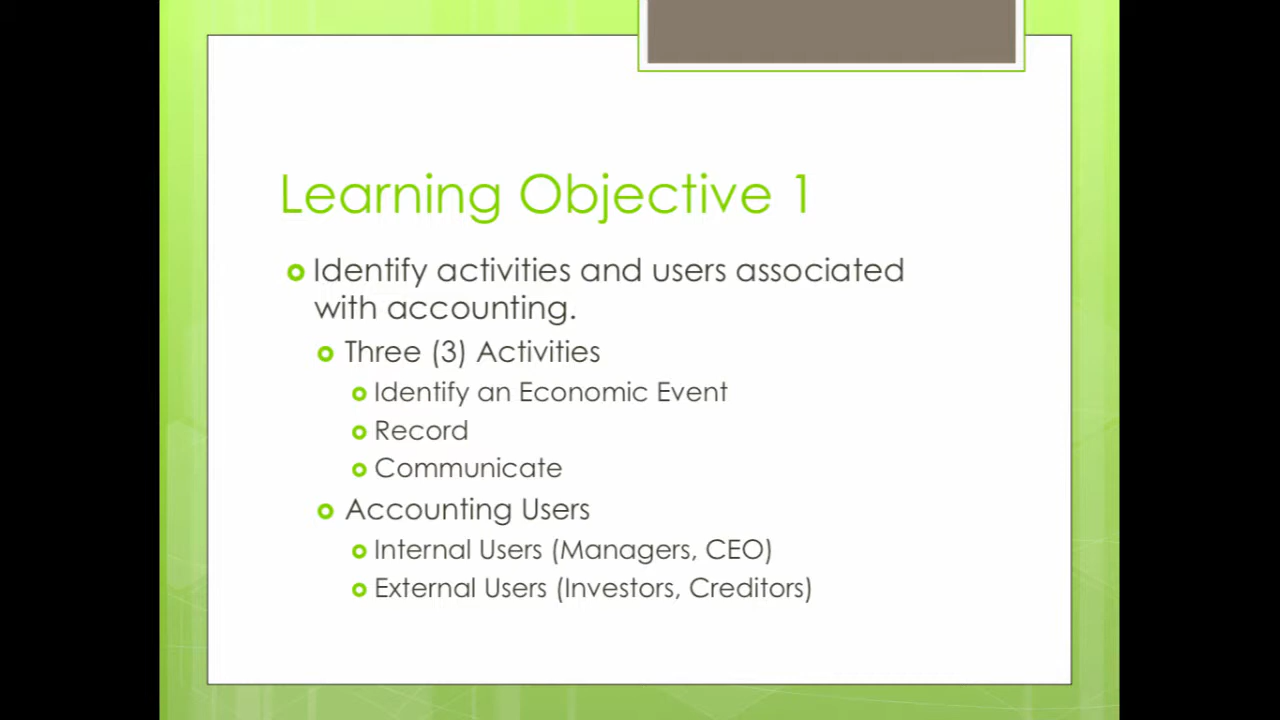 Learning Objective 1
Identify activities and users associated
with accounting.
Three (3) Activities
Identify an Economic Event
Record
Communicate
Accounting Users
Internal Users (Managers, CEO)
External Users (Investors, Creditors)